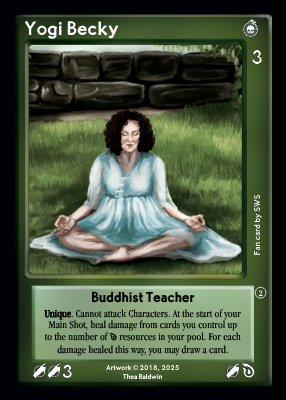 Yogi Becky
3
Fan card by SWS
2
Buddhist Teacher
Unique. Cannot attack Characters. At the start of your
Main Shot, heal damage from cards you control up
to the number of resources in your pool. For each
damage healed this way, you may draw a card.
3
Artwork © 2018, 2025
Thea Baldwin